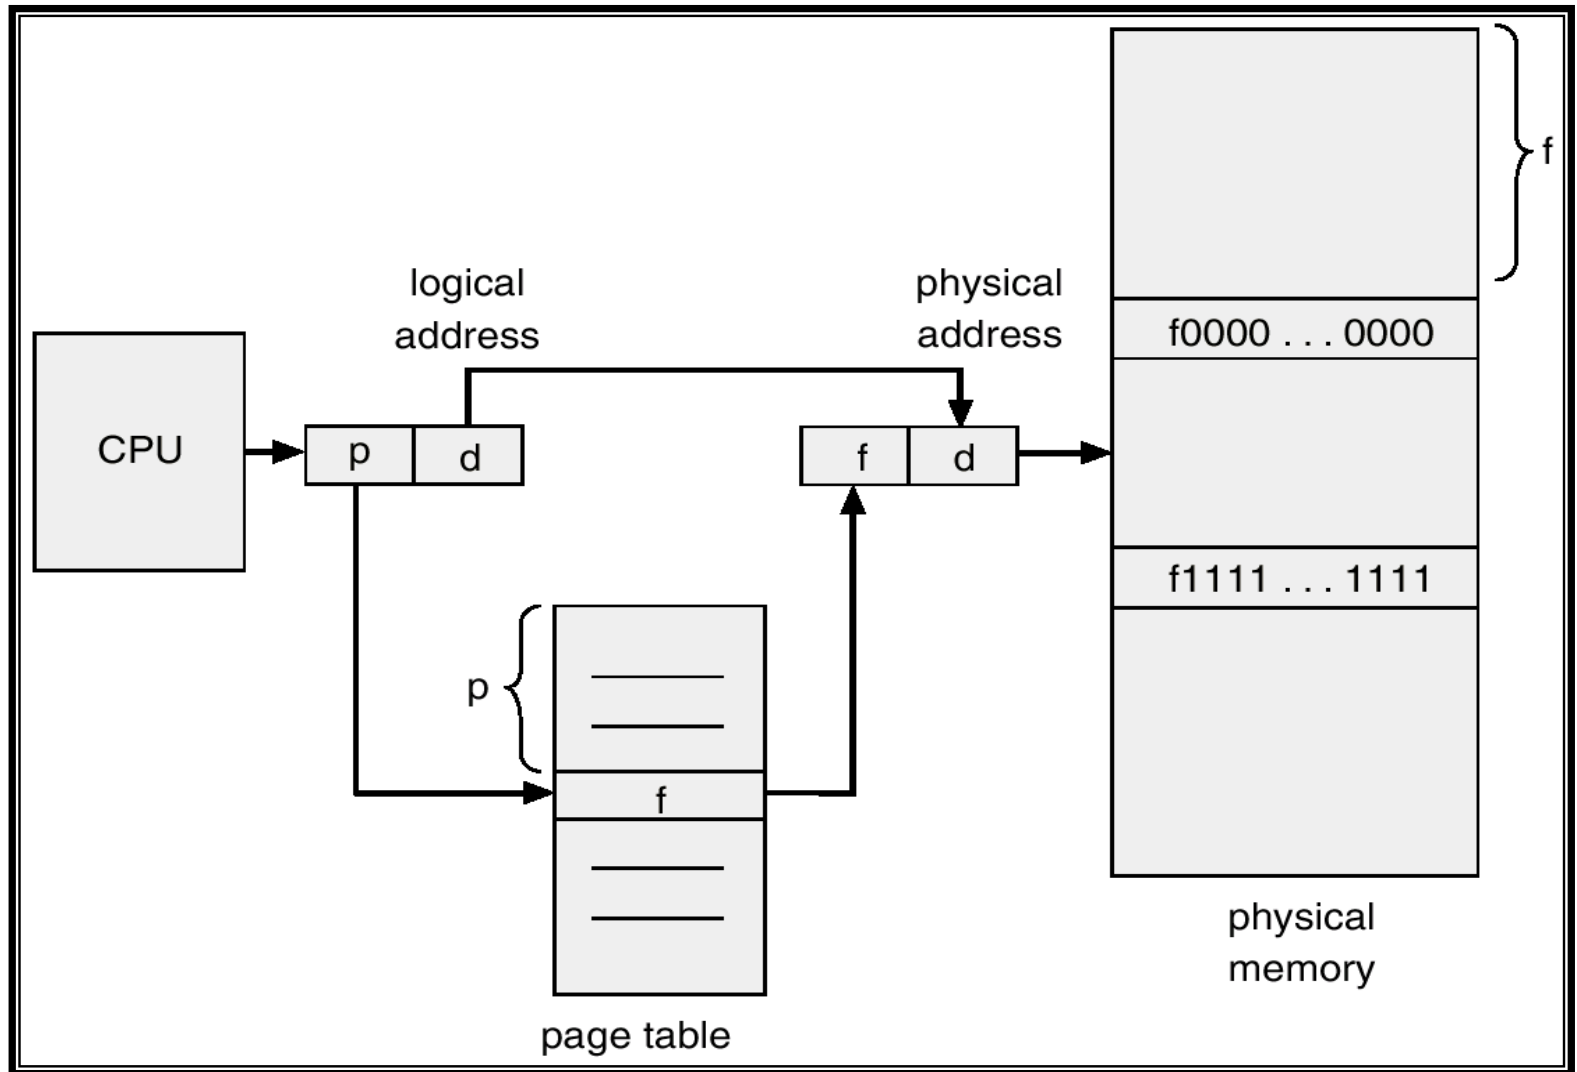 f
logical
address
physical
address
f0000 . . . 0000
CPU
p
d
f
d
f1111 . . . 1111
p
f
physical
memory
page table